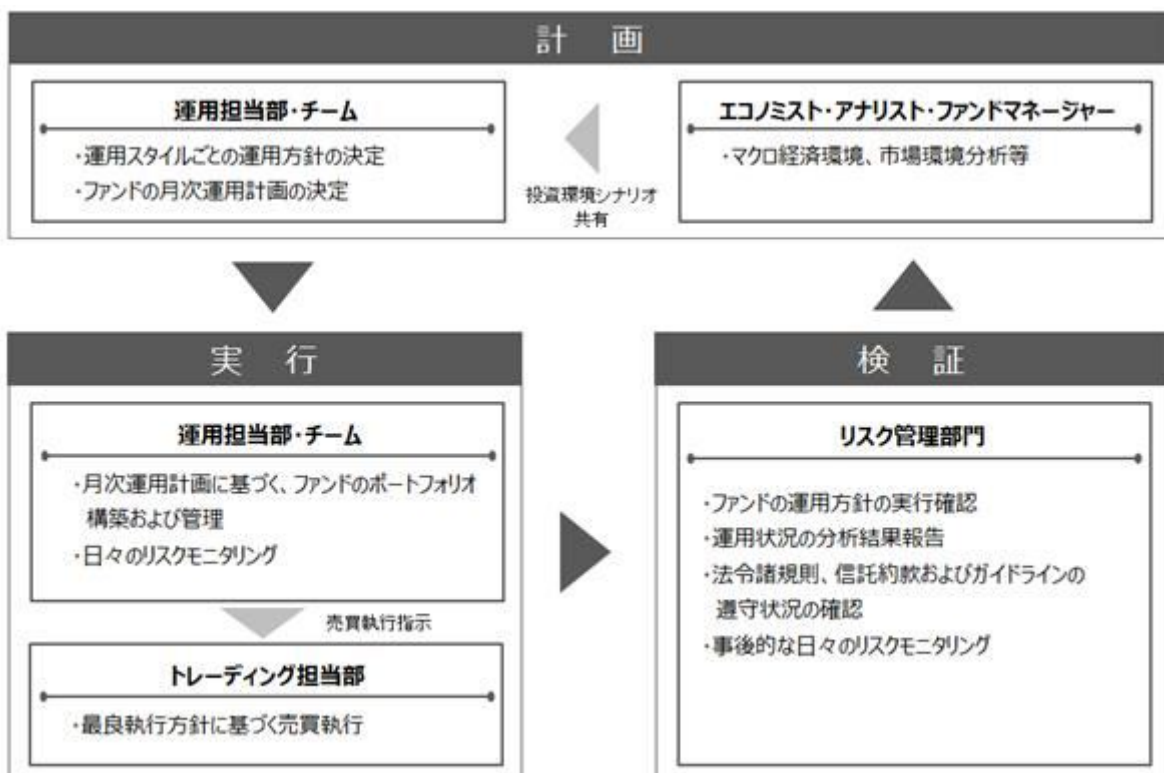 計 画
運用担当部・チーム
・運用スタイルごとの運用方針の決定
・ファンドの月次運用計画の決定
投資環境シナリオ
共有
エコノミスト・アナリスト・ファンドマネージャー
・マクロ経済環境、市場環境分析等
実 行
運用担当部・チーム
・月次運用計画に基づく、ファンドのポートフォリオ
構築および管理
・日々のリスクモニタリング
売買執行指示
トレーディング担当部
・最良執行方針に基づく売買執行
検 証
リスク管理部門
・ファンドの運用方針の実行確認
・運用状況の分析結果報告
・法令諸規則、信託約款およびガイドラインの
遵守状況の確認
・事後的な日々のリスクモニタリング